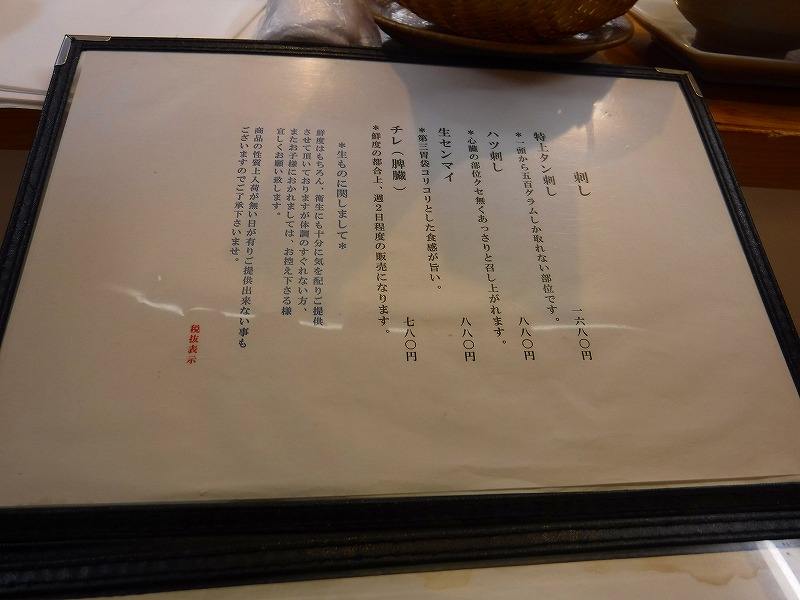 刺し
特上タン刺し 一六八〇円
＊一頭から五百グラムしか取れない部位です。
ハツ刺し 八八〇円
＊心臓の部位クセ無くあっさりと召し上がれます。
生センマイ 八八〇円
＊第三胃袋コリコリとした食感が旨い。
チレ（脾臓） 七八〇円
＊鮮度の都合上、週２日程度の販売になります。
＊生ものに関しまして＊
鮮度はもちろん、衛生にも十分に気を配りご提供
させて頂いておりますが体調のすぐれない方、
またお子様におかれましては、お控え下さる様
宜しくお願い致します。
商品の性質上入荷が無い日が有りご提供出来ない事も
ございますのでご了承下さいませ。
税抜表示